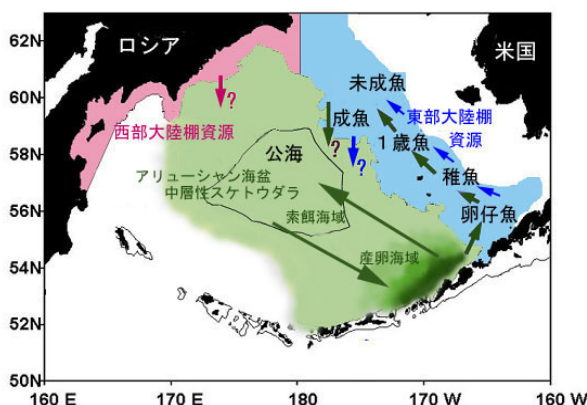 62N
60N
58N
56N
54N
52N
50N
160 E
170 E
180
170 W
160 W
ロシア
米国
西部大陸棚資源
?
成魚
?
?
未成魚
東部大陸棚
資源
1歳魚
稚魚
卵仔魚
公海
アリューシャン海盆
中層性スケトウダラ
索餌海域
産卵海域